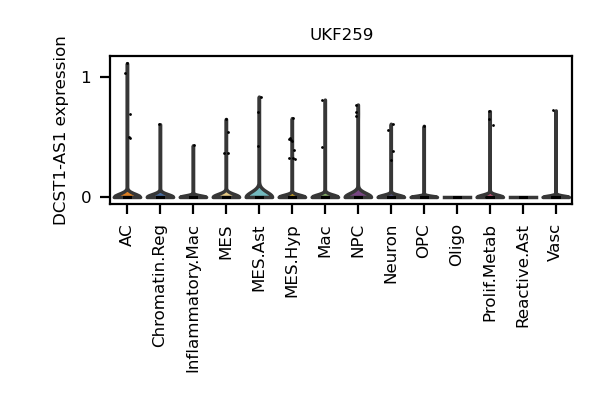 UKF259
DCST1-AS1 expression
1
0
AC
Chromatin.Reg
Inflammatory.Mac
MES
MES.Ast
MES.Hyp
Mac
NPC
Neuron
OPC
Oligo
Prolif.Metab
Reactive.Ast
Vasc